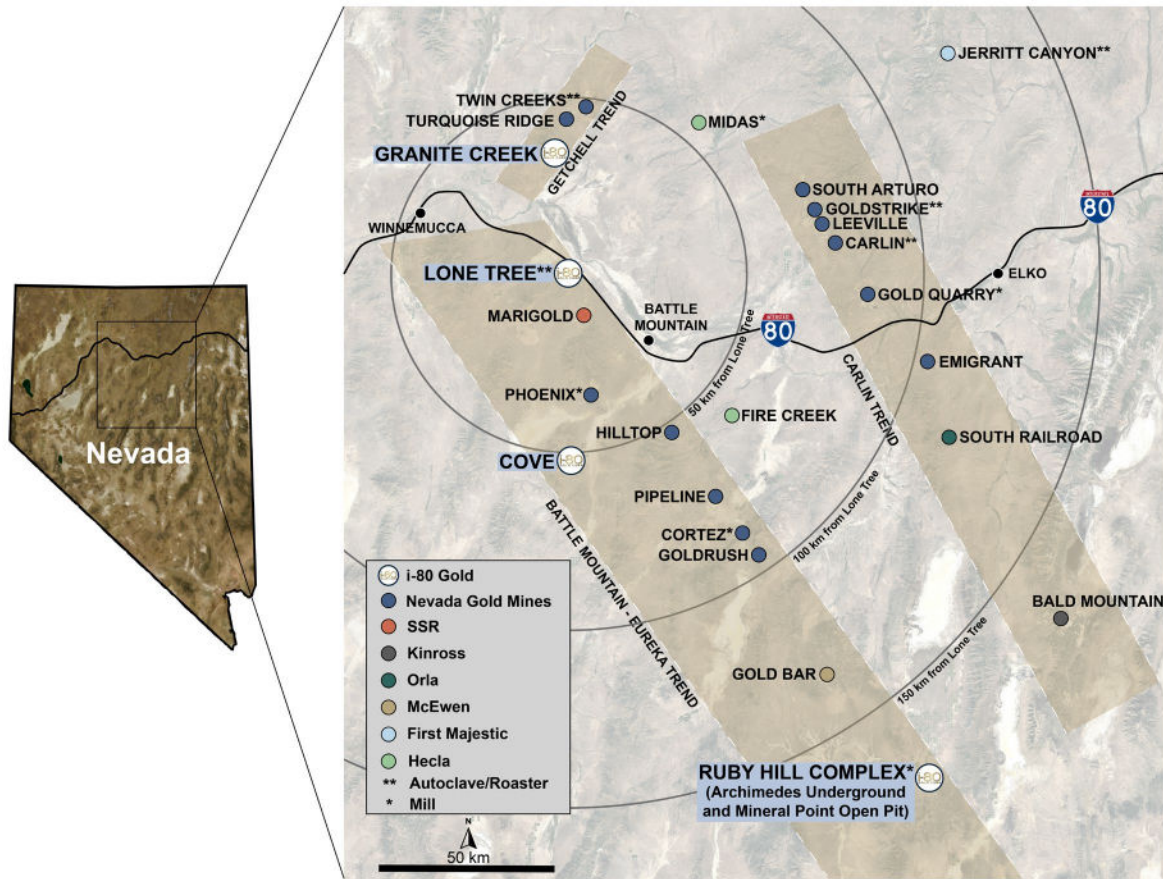 JERRITT CANYON**
TWIN CREEKS**
TURQUOISE RIDGE
MIDAS*
GRANITE CREEK
GETCHELL TREND
SOUTH ARTURO
GOLDSTRIKE**
LEEVILLE
CARLIN**
80
WINNEMUCCA
LONE TREE**
ELKO
GOLD QUARRY*
MARIGOLD
BATTLE
MOUNTAIN
80
EMIGRANT
PHOENIX*
50 km from Lone Tree
CARLIN TREND
FIRE CREEK
HILLTOP
SOUTH RAILROAD
COVE
Nevada
PIPELINE
100 km from Lone Tree
CORTEZ*
GOLDRUSH
BATTLE MOUNTAIN - EUREKA TREND
BALD MOUNTAIN
GOLD BAR
150 km from Lone Tree
RUBY HILL COMPLEX*
(Archimedes Underground
and Mineral Point Open Pit)
i-80 Gold
Nevada Gold Mines
SSR
Kinross
Orla
McEwen
First Majestic
Hecla
** Autoclave/Roaster
* Mill
N
50 km